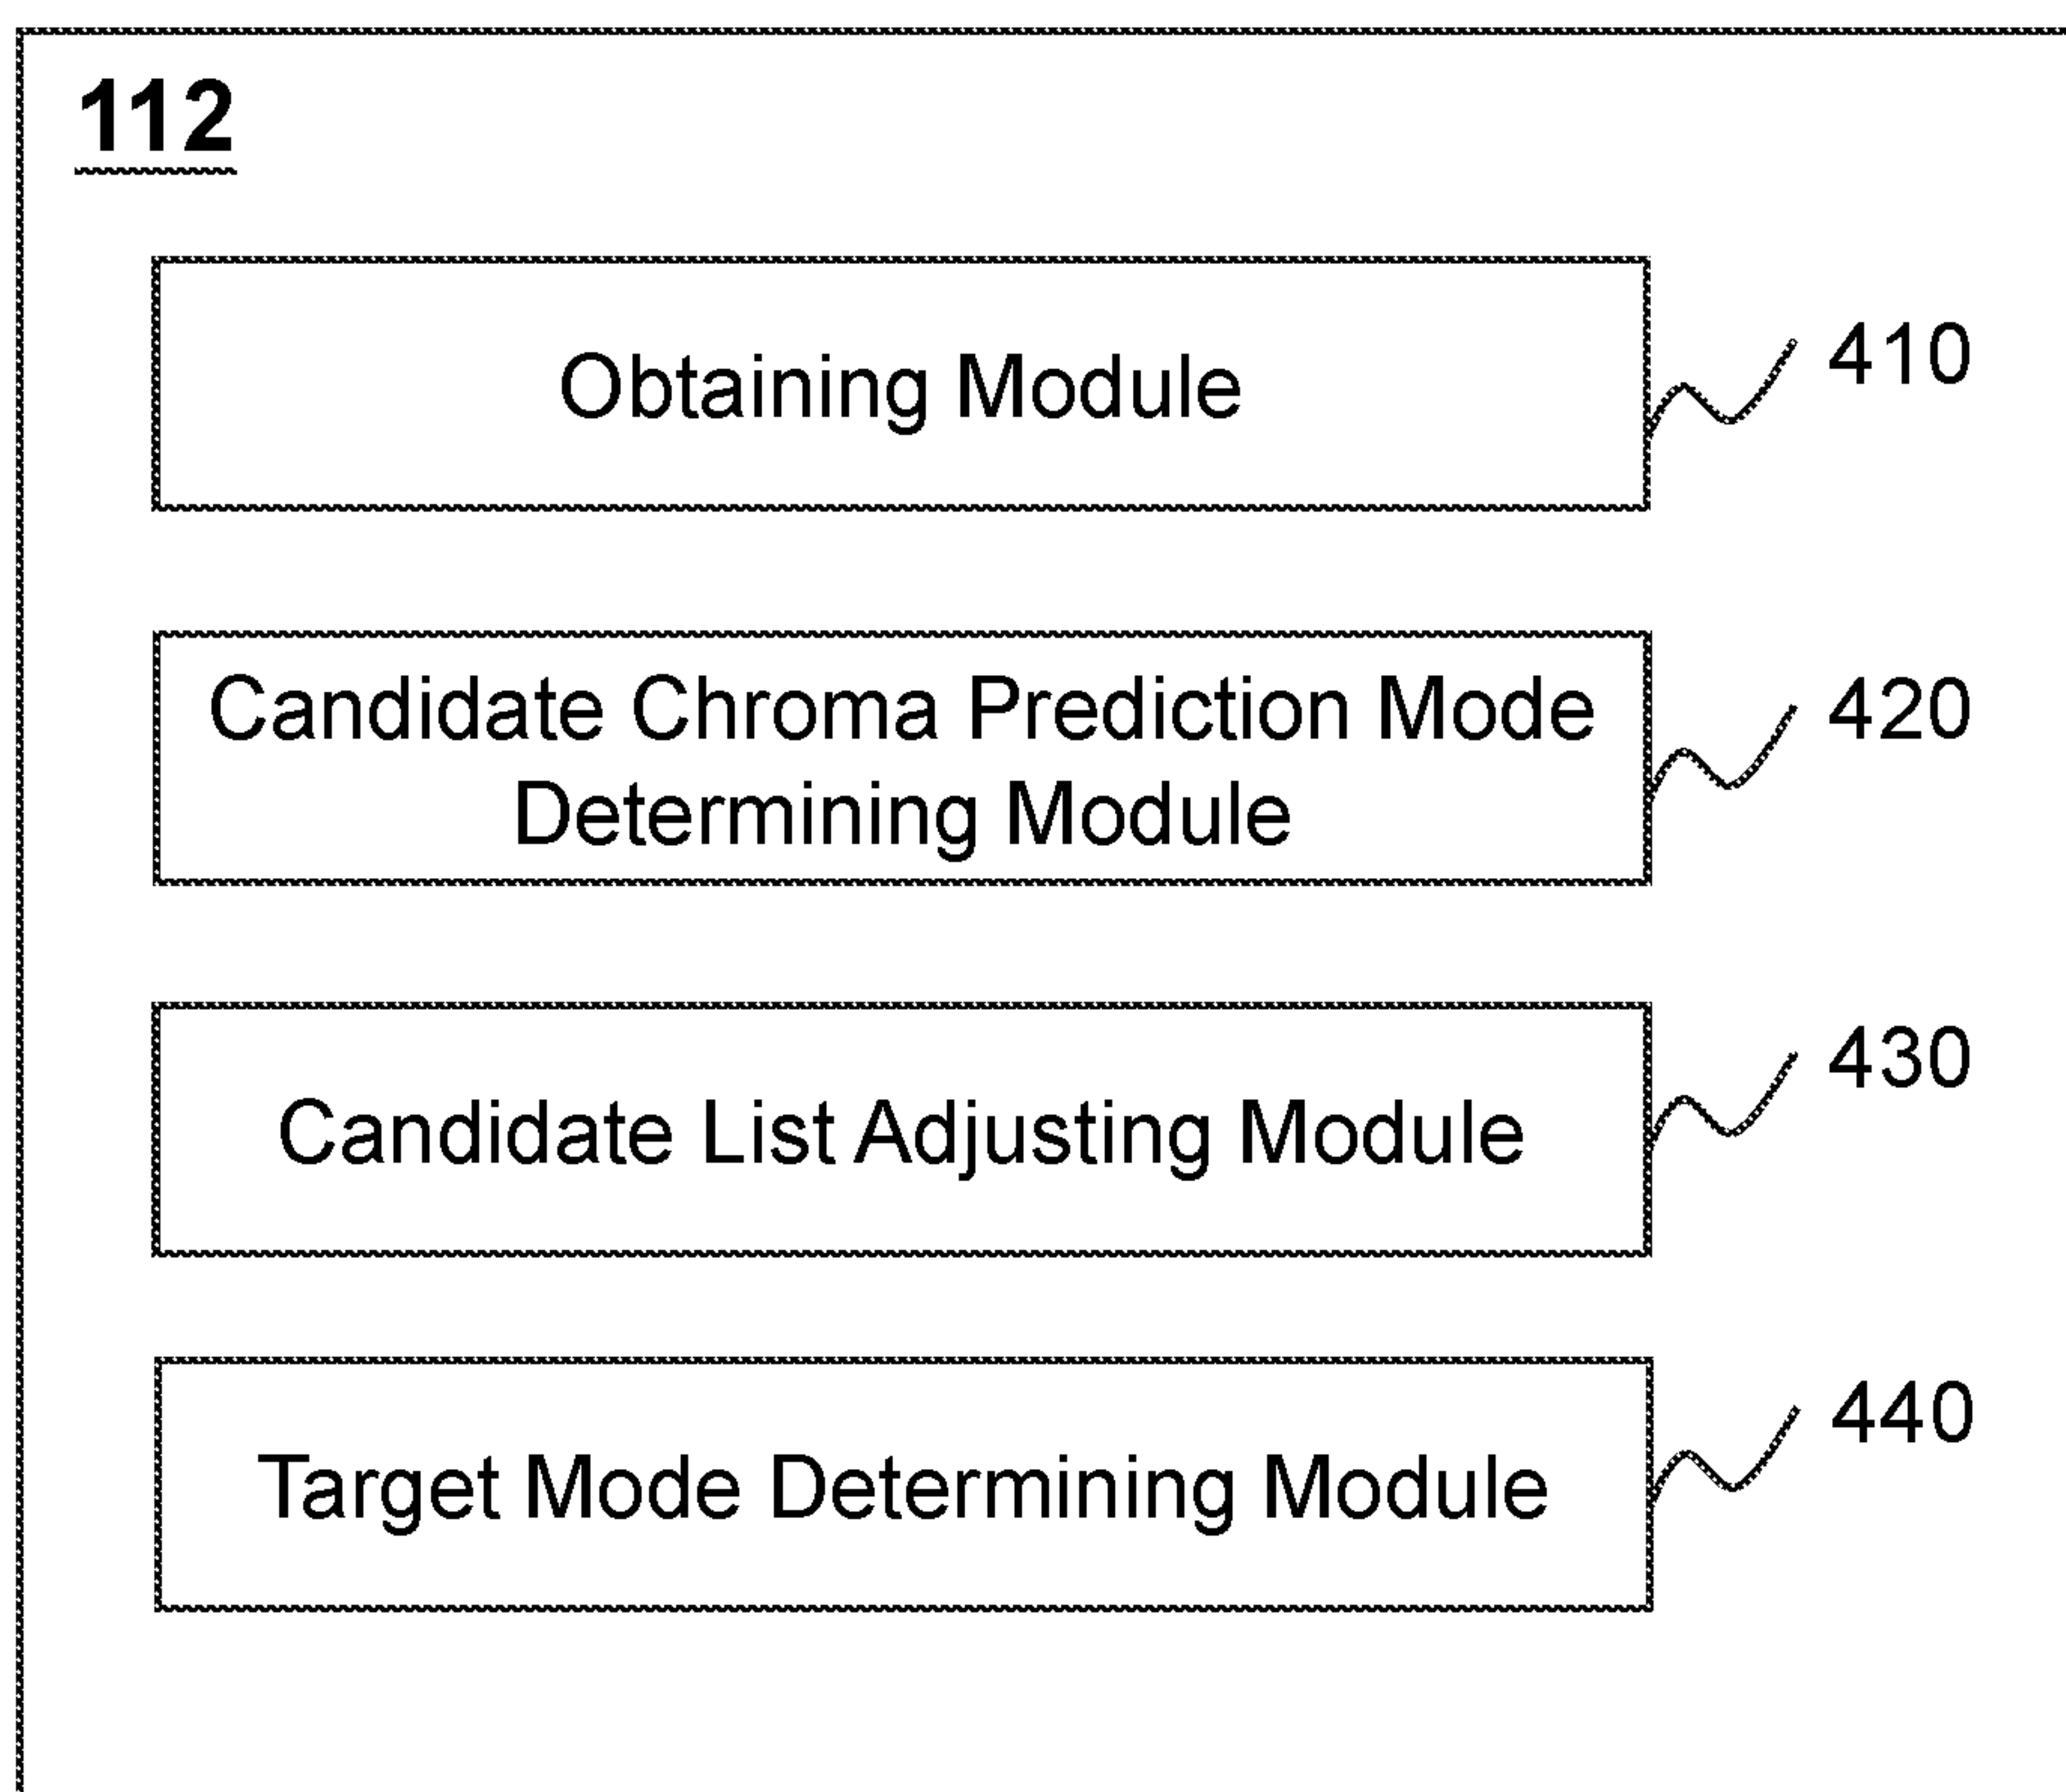 112
Obtaining Module
410
Candidate Chroma Prediction Mode
Determining Module
420
Candidate List Adjusting Module
430
Target Mode Determining Module
440